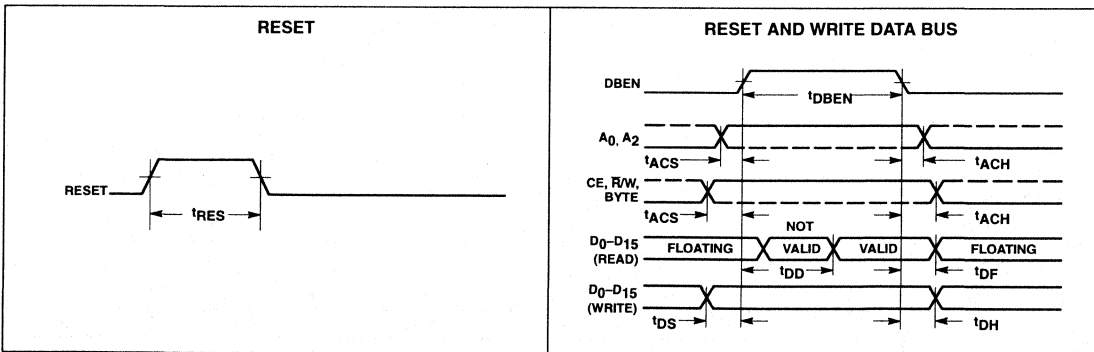 RESET
RESET
tRES
RESET AND WRITE DATA BUS
DBEN
tDBEN
A0, A2
tACS
tACH
CE, R̅/W,
BYTE
tACS
tACH
NOT
D0–D15
(READ)
FLOATING
VALID
VALID
FLOATING
tDD
tDF
D0–D15
(WRITE)
tDS
tDH